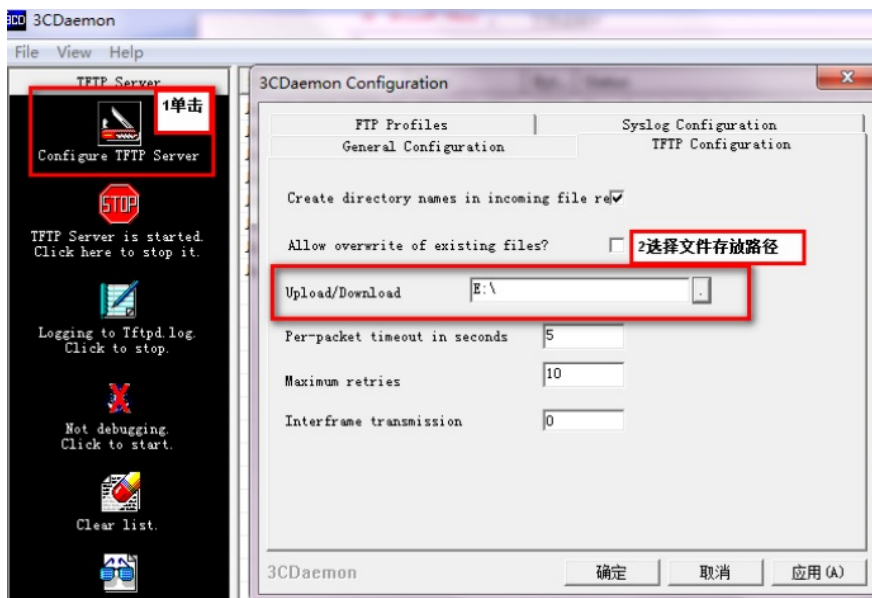 3CD 3CDaemon
File View Help
TFTP Server
1单击
Configure TFTP Server
STOP
TFTP Server is started.
Click here to stop it.
Logging to Tftpd.log.
Click to stop.
Not debugging.
Click to start.
Clear list.
3CDaemon Configuration
FTP Profiles
Syslog Configuration
General Configuration
TFTP Configuration
Create directory names in incoming file re
Allow overwrite of existing files?
2选择文件存放路径
Upload/Download
E:\
.
Per-packet timeout in seconds
5
Maximum retries
10
Interframe transmission
0
3CDaemon
确定
取消
应用(A)